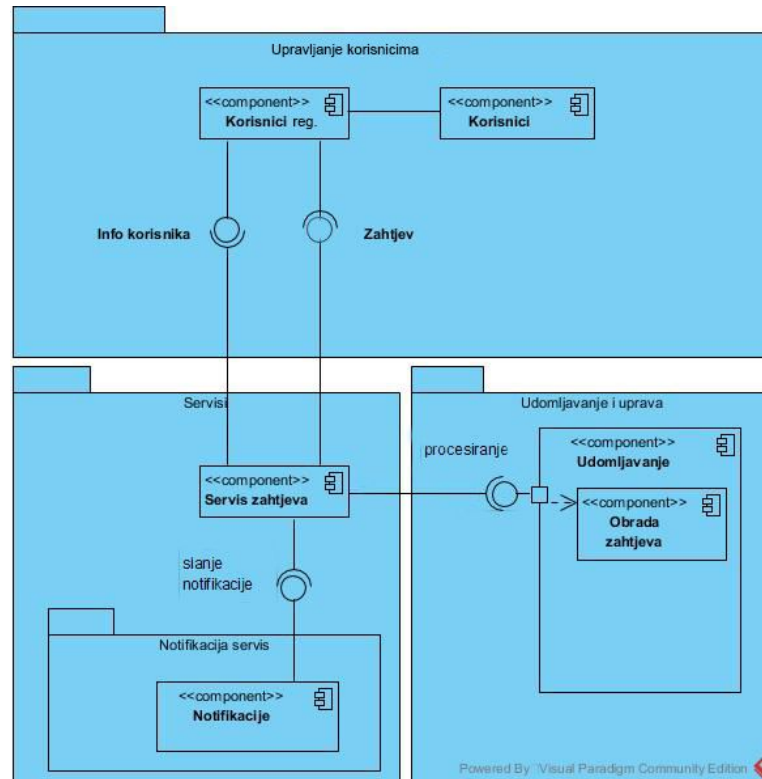 Upravljanje korisnicima
<<component>>
Korisnici reg.
<<component>>
Korisnici
Info korisnika
Zahtjev
Servisi
<<component>>
Servis zahtjeva
slanje
notifikacije
Notifikacija servis
<<component>>
Notifikacije
Udomljavanje i uprava
procesiranje
<<component>>
Udomljavanje
<<component>>
Obrada
zahtjeva
Powered By Visual Paradigm Community Edition